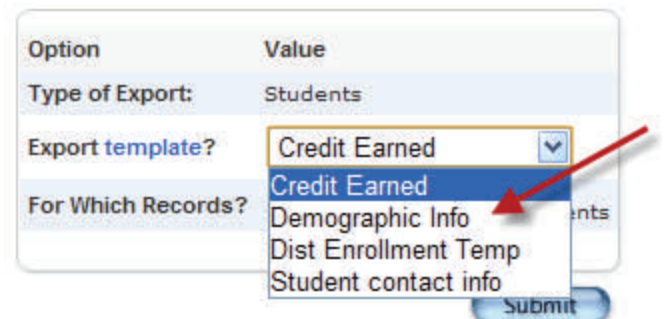 Option Value
Type of Export: Students
Export template? Credit Earned
Credit Earned
For Which Records? Demographic Info
Dist Enrollment Temp
Student contact info
Submit